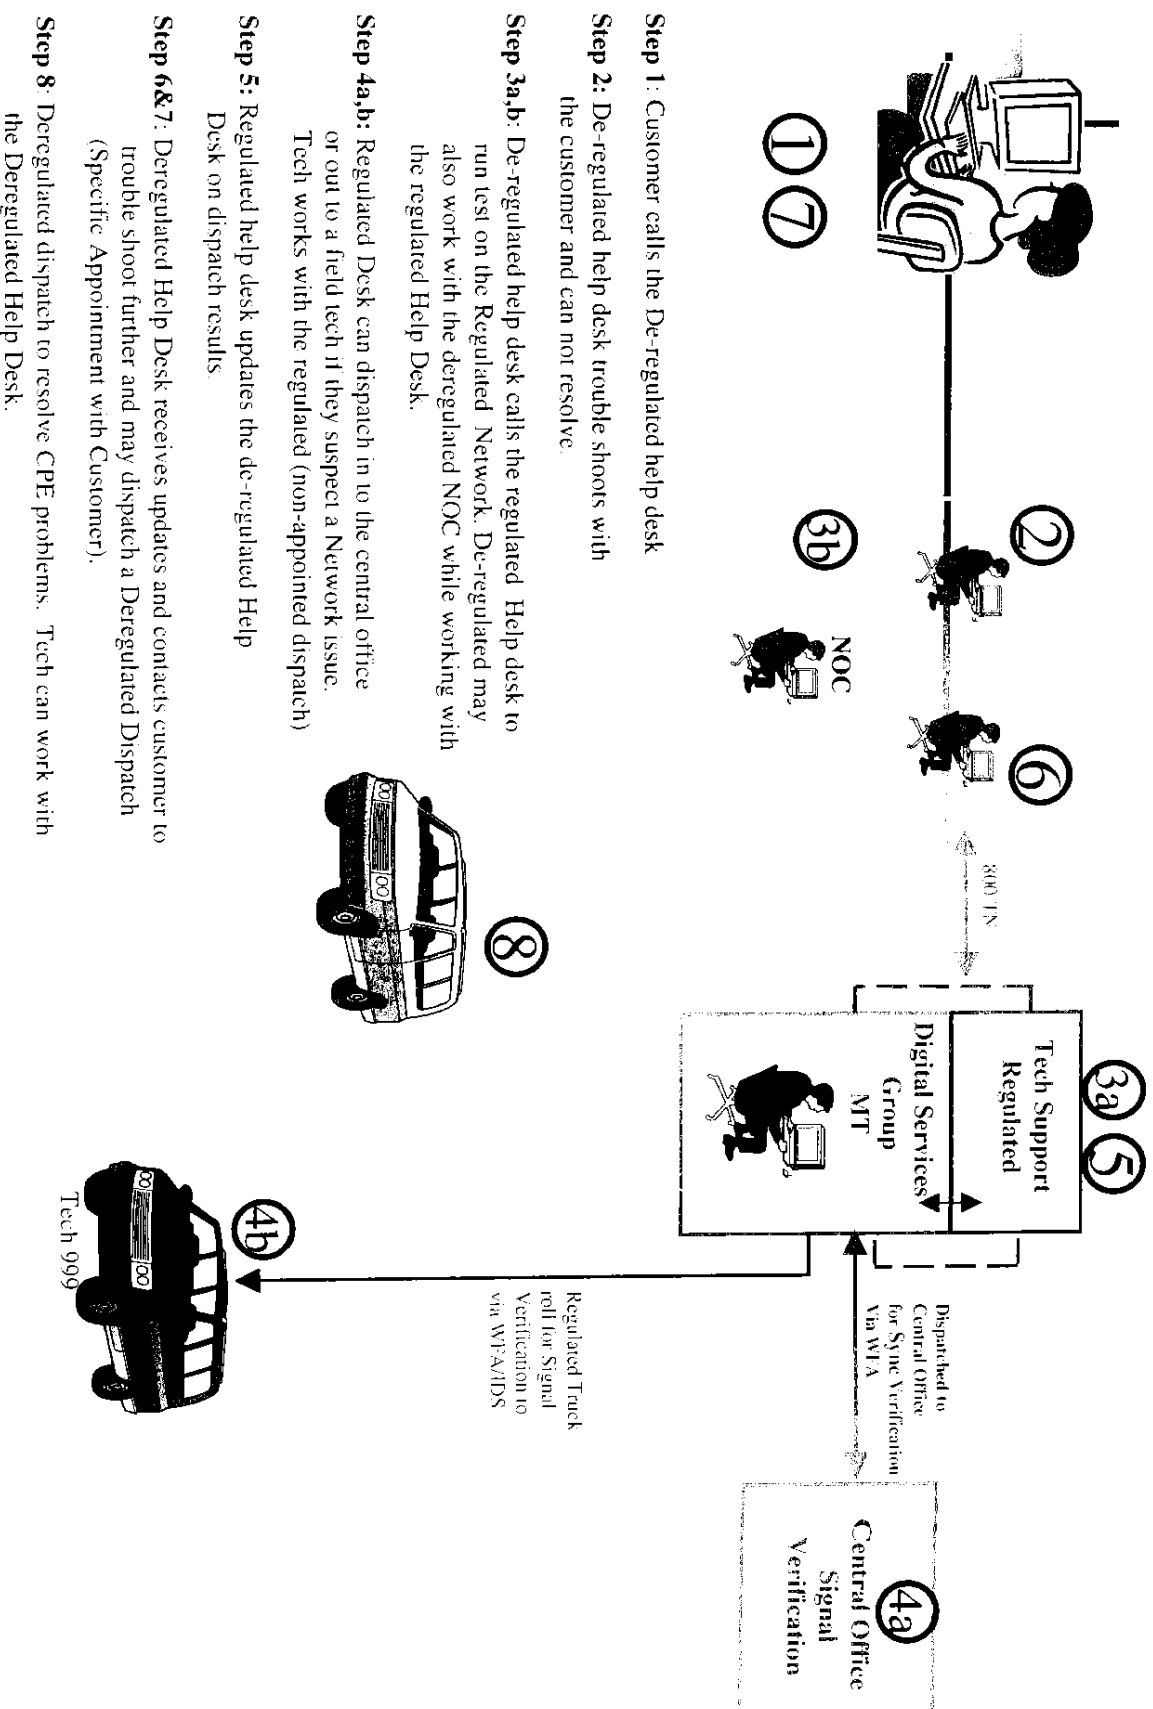 1 7
2
3b
NOC
6
800 TN
3a 5
Tech Support
Regulated
Digital Services
Group
MT
Dispatched to
Central Office
for Sync Verification
Via WFA
4a
Central Office
Signal
Verification
Regulated Truck
roll for Signal
Verification to
via WFA/IDS
4b
Tech 999
8
Step 1: Customer calls the De-regulated help desk
Step 2: De-regulated help desk trouble shoots with
the customer and can not resolve.
Step 3a,b: De-regulated help desk calls the regulated Help desk to
run test on the Regulated Network. De-regulated may
also work with the deregulated NOC while working with
the regulated Help Desk.
Step 4a,b: Regulated Desk can dispatch in to the central office
or out to a field tech if they suspect a Network issue.
Tech works with the regulated (non-appointed dispatch)
Step 5: Regulated help desk updates the de-regulated Help
Desk on dispatch results.
Step 6&7: Deregulated Help Desk receives updates and contacts customer to
trouble shoot further and may dispatch a Deregulated Dispatch
(Specific Appointment with Customer).
Step 8: Deregulated dispatch to resolve CPE problems. Tech can work with
the Deregulated Help Desk.